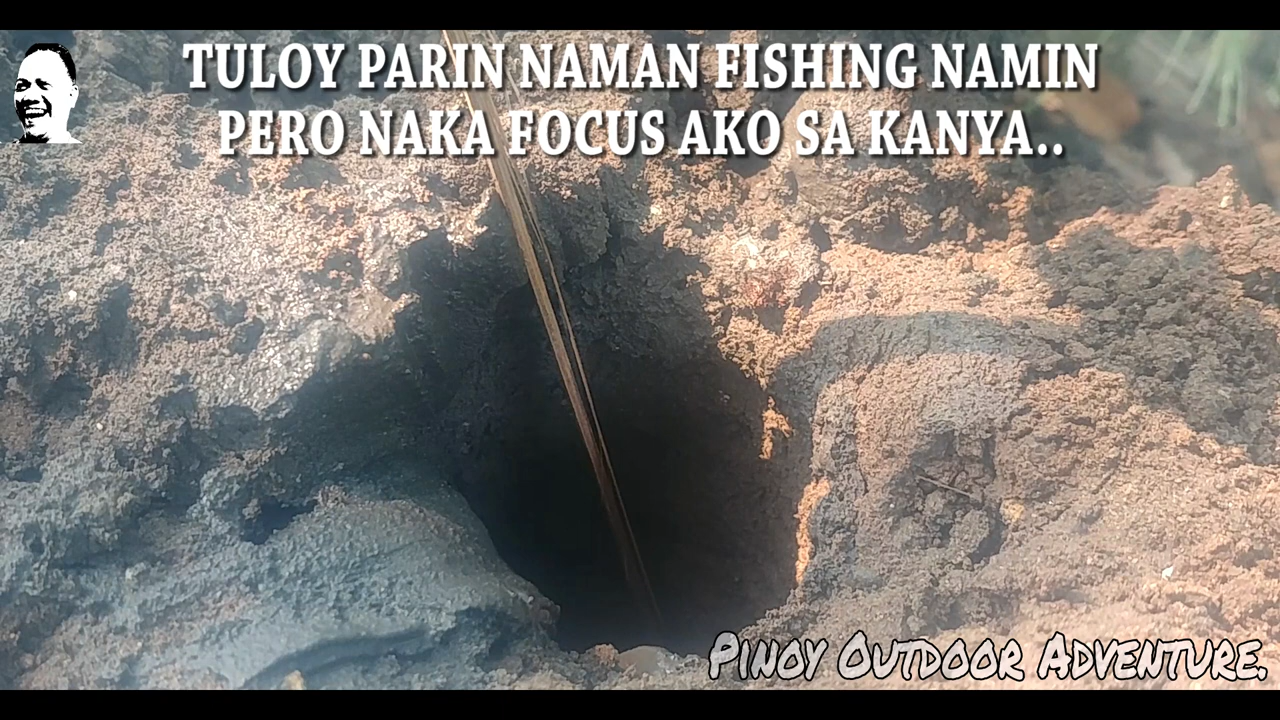 TULOY PARIN NAMAN FISHING NAMIN
PERO NAKA FOCUS AKO SA KANYA..
PINOY OUTDOOR ADVENTURE.